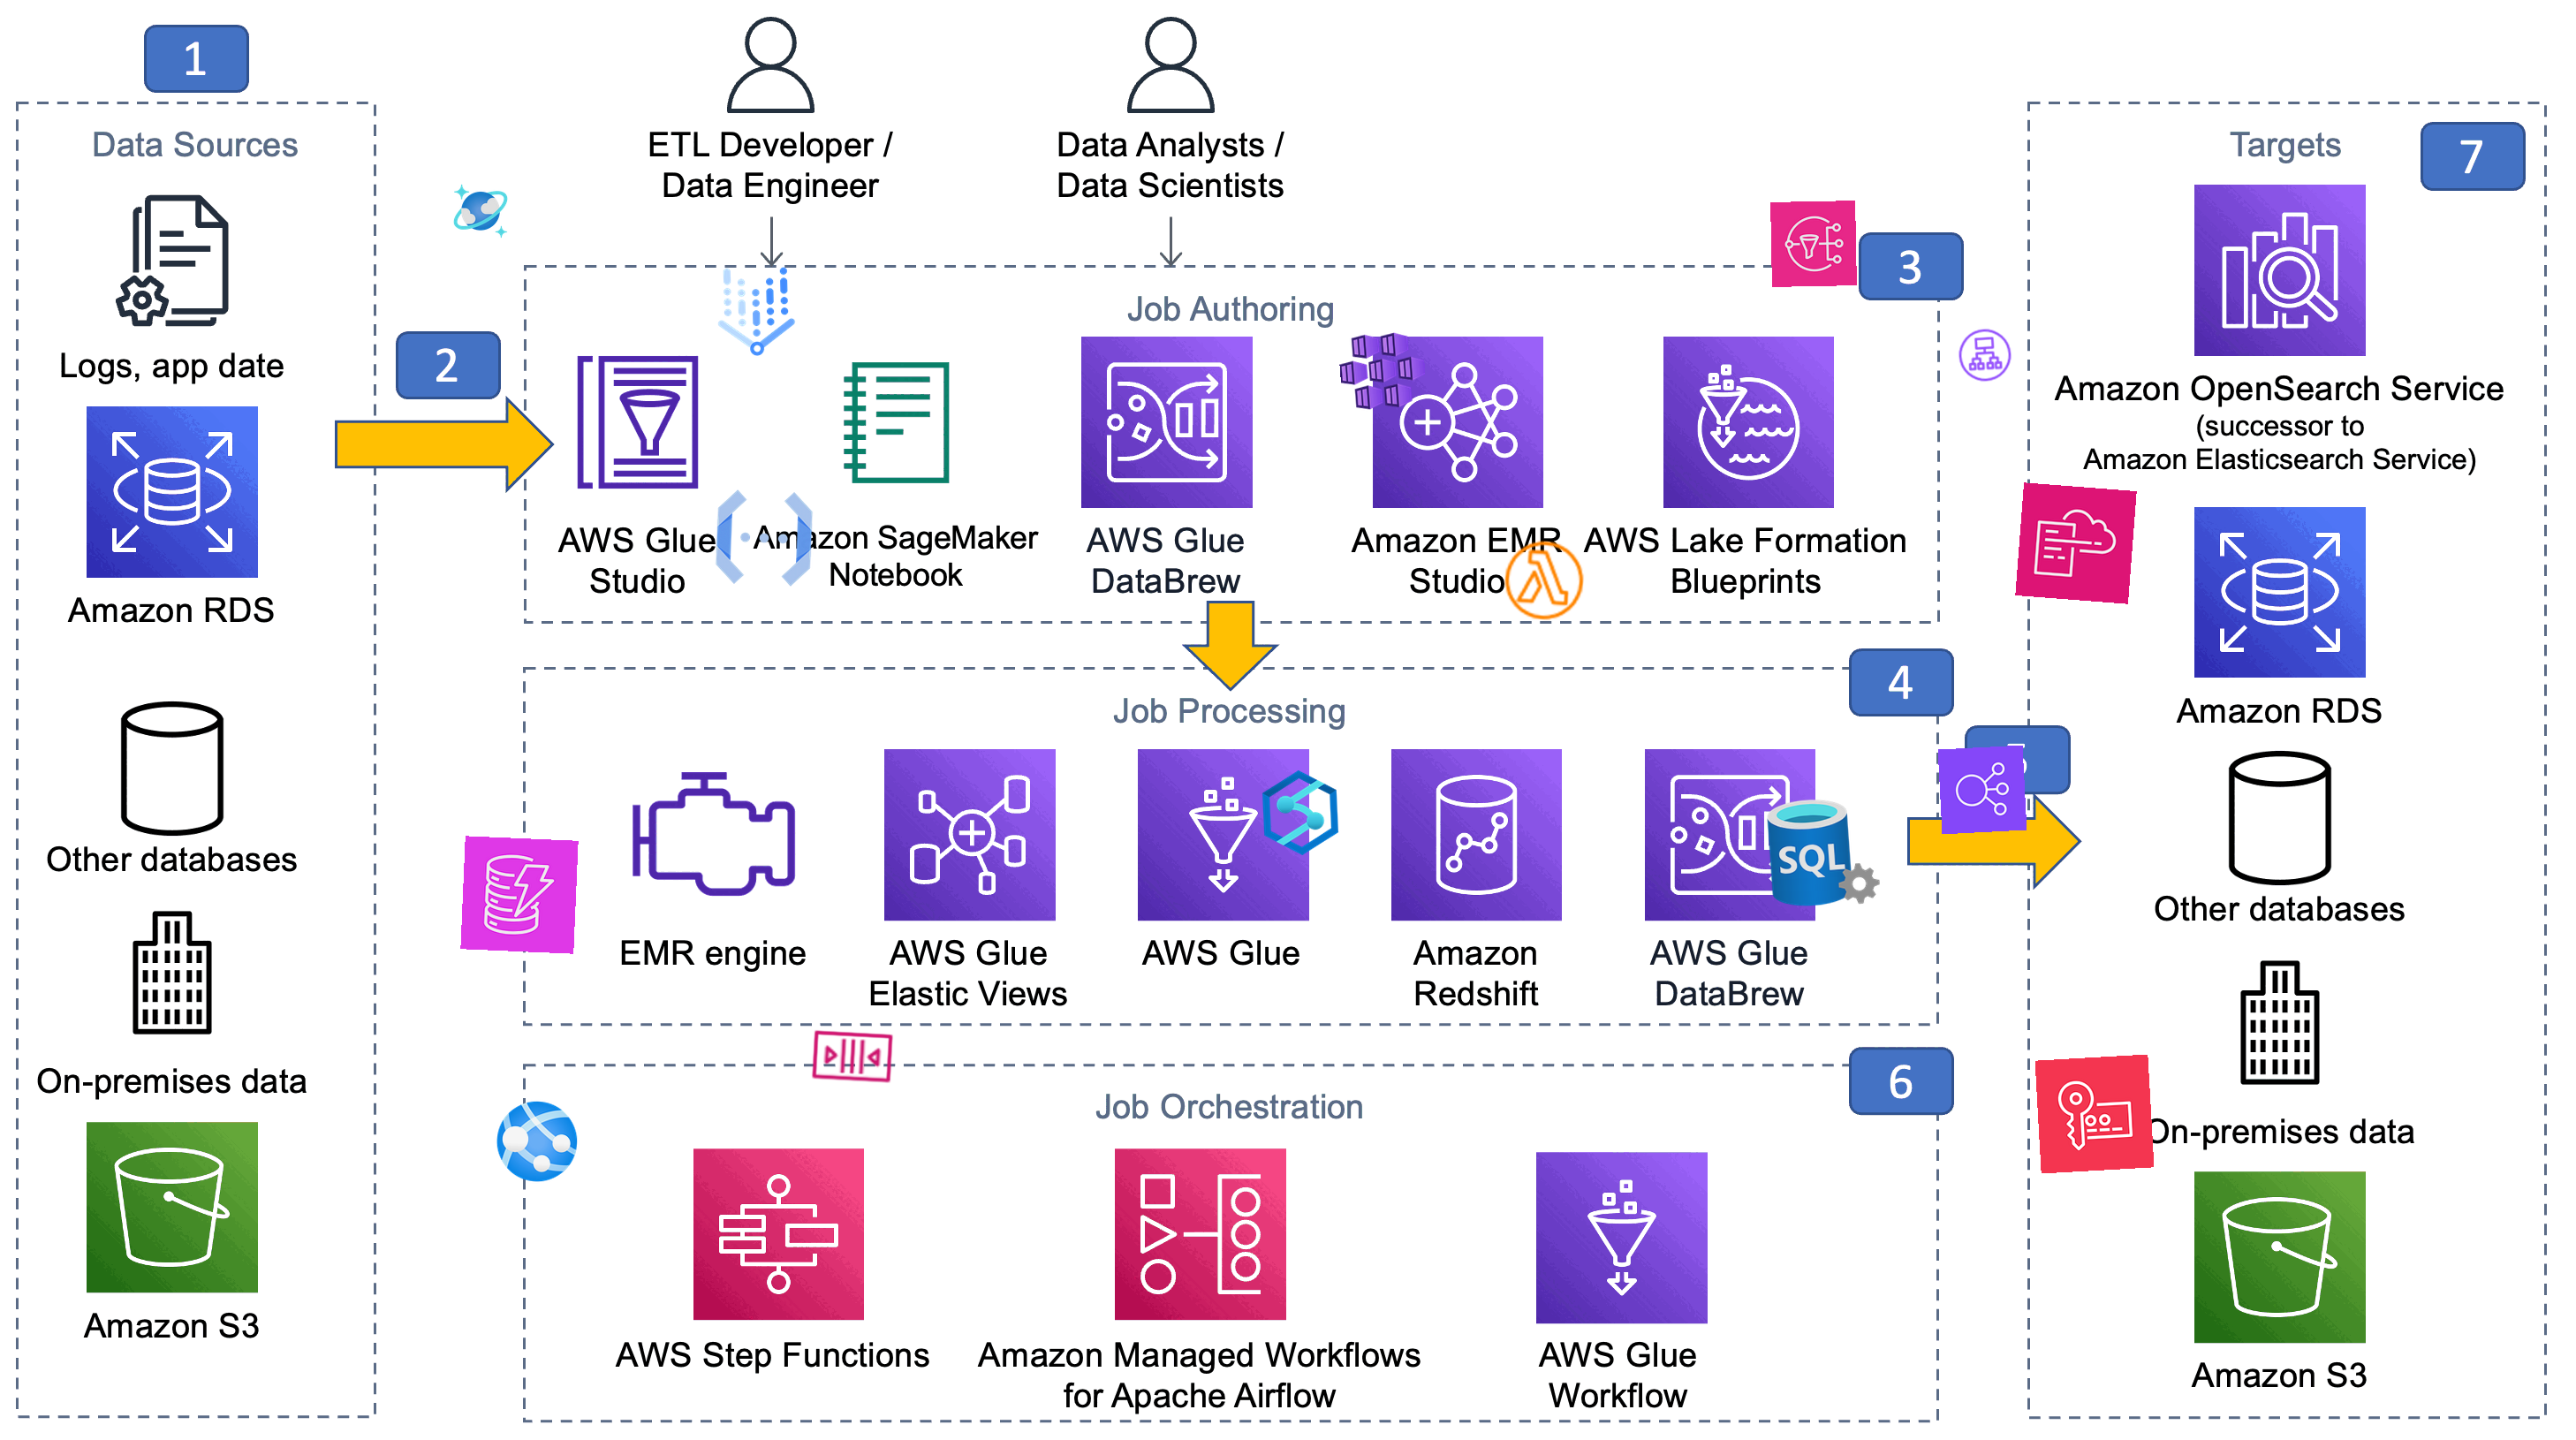 1
Data Sources
Logs, app date
Amazon RDS
Other databases
On-premises data
Amazon S3
2
ETL Developer /
Data Engineer
Data Analysts /
Data Scientists
3
Job Authoring
AWS Glue
Studio
Amazon SageMaker
Notebook
AWS Glue
DataBrew
Amazon EMR
Studio
AWS Lake Formation
Blueprints
4
Job Processing
EMR engine
AWS Glue
Elastic Views
AWS Glue
Amazon
Redshift
AWS Glue
DataBrew
SQL
6
Job Orchestration
AWS Step Functions
Amazon Managed Workflows
for Apache Airflow
AWS Glue
Workflow
7
Targets
Amazon OpenSearch Service
(successor to
Amazon Elasticsearch Service)
Amazon RDS
Other databases
On-premises data
Amazon S3